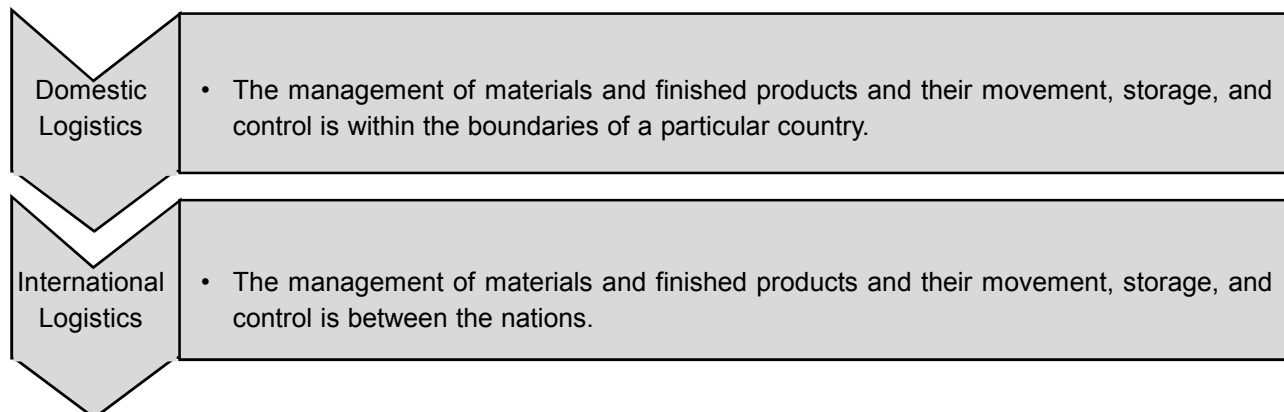 Domestic
Logistics
• The management of materials and finished products and their movement, storage, and
control is within the boundaries of a particular country.
International
Logistics
• The management of materials and finished products and their movement, storage, and
control is between the nations.